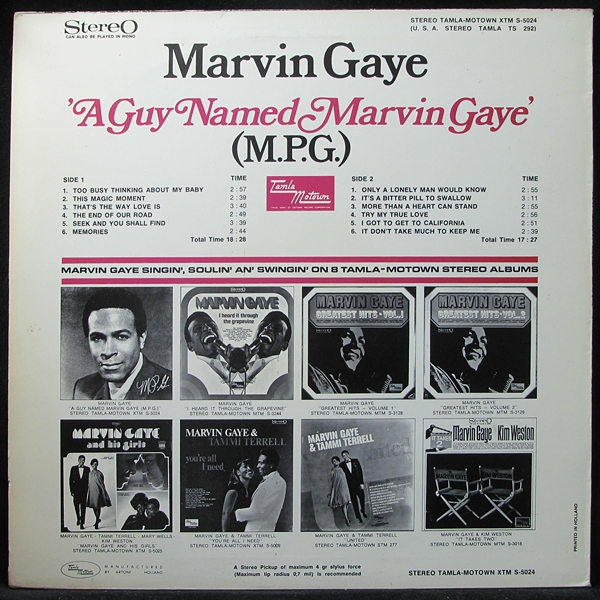 StereO
CAN ALSO BE PLAYED IN MONO
STEREO TAMLA-MOTOWN XTM S-5024
(U. S. A. STEREO TAMLA TS 292)
Marvin Gaye
'A Guy Named Marvin Gaye'
(M.P.G.)
SIDE 1 TIME
1. TOO BUSY THINKING ABOUT MY BABY 2 : 57
2. THIS MAGIC MOMENT 2 : 39
3. THAT'S THE WAY LOVE IS 3 : 40
4. THE END OF OUR ROAD 2 : 49
5. SEEK AND YOU SHALL FIND 3 : 39
6. MEMORIES 2 : 44
Total Time 18 : 28
Tamla
Motown
SIDE 2 TIME
1. ONLY A LONELY MAN WOULD KNOW 2 : 55
2. IT'S A BITTER PILL TO SWALLOW 3 : 11
3. MORE THAN A HEART CAN STAND 2 : 55
4. TRY MY TRUE LOVE 2 : 56
5. I GOT TO GET TO CALIFORNIA 2 : 51
6. IT DON'T TAKE MUCH TO KEEP ME 2 : 39
Total Time 17 : 27
MARVIN GAYE SINGIN', SOULIN' AN' SWINGIN' ON 8 TAMLA-MOTOWN STEREO ALBUMS
MARVIN GAYE
I heard it through
the grapevine
MARVIN GAYE
GREATEST HITS·VOL.1
MARVIN GAYE
GREATEST HITS·VOL.2
MARVIN GAYE
"A GUY NAMED MARVIN GAYE (M.P.G.)"
STEREO TAMLA-MOTOWN XTM S-5024
MARVIN GAYE
"I HEARD IT THROUGH THE GRAPEVINE"
STEREO TAMLA-MOTOWN MTM S-3244
MARVIN GAYE
"GREATEST HITS – VOLUME 1"
STEREO TAMLA-MOTOWN MTM S-3128
MARVIN GAYE
"GREATEST HITS – VOLUME 2"
STEREO TAMLA-MOTOWN MTM S-3129
MARVIN GAYE
and his girls
MARVIN GAYE &
TAMMI TERRELL
you're all
I need
MARVIN GAYE
& TAMMI TERRELL
UNITED
IT TAKES
Marvin Gaye
Kim Weston
MARVIN GAYE - TAMMI TERRELL - MARY WELLS -
KIM WESTON
"MARVIN GAYE AND HIS GIRLS"
STEREO TAMLA-MOTOWN XTM S-5023
MARVIN GAYE & TAMMI TERRELL
"YOU'RE ALL I NEED"
STEREO TAMLA-MOTOWN XTM S-5003
MARVIN GAYE & TAMMI TERRELL
"UNITED"
STEREO TAMLA-MOTOWN STM 277
MARVIN GAYE & KIM WESTON
"IT TAKES TWO"
STEREO TAMLA-MOTOWN MTM S-3016
PRINTED IN HOLLAND
MANUFACTURED
BY ARTONE HOLLAND
A Stereo Pickup of maximum 4 gr stylus force
(Maximum tip radius 0,7 mil) is recommended
STEREO TAMLA-MOTOWN XTM S-5024